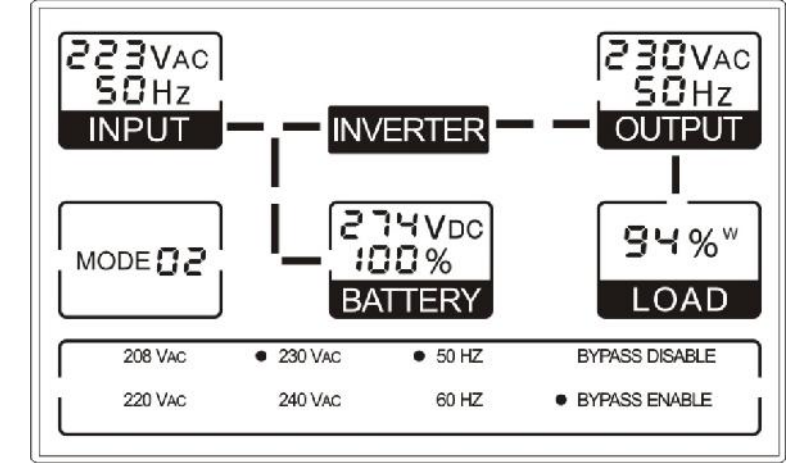 223VAC
50Hz
INPUT
INVERTER
230VAC
50Hz
OUTPUT
MODE 02
274VDC
100%
BATTERY
94%W
LOAD
208 VAC ● 230 VAC ● 50 HZ BYPASS DISABLE
220 VAC 240 VAC 60 HZ ● BYPASS ENABLE